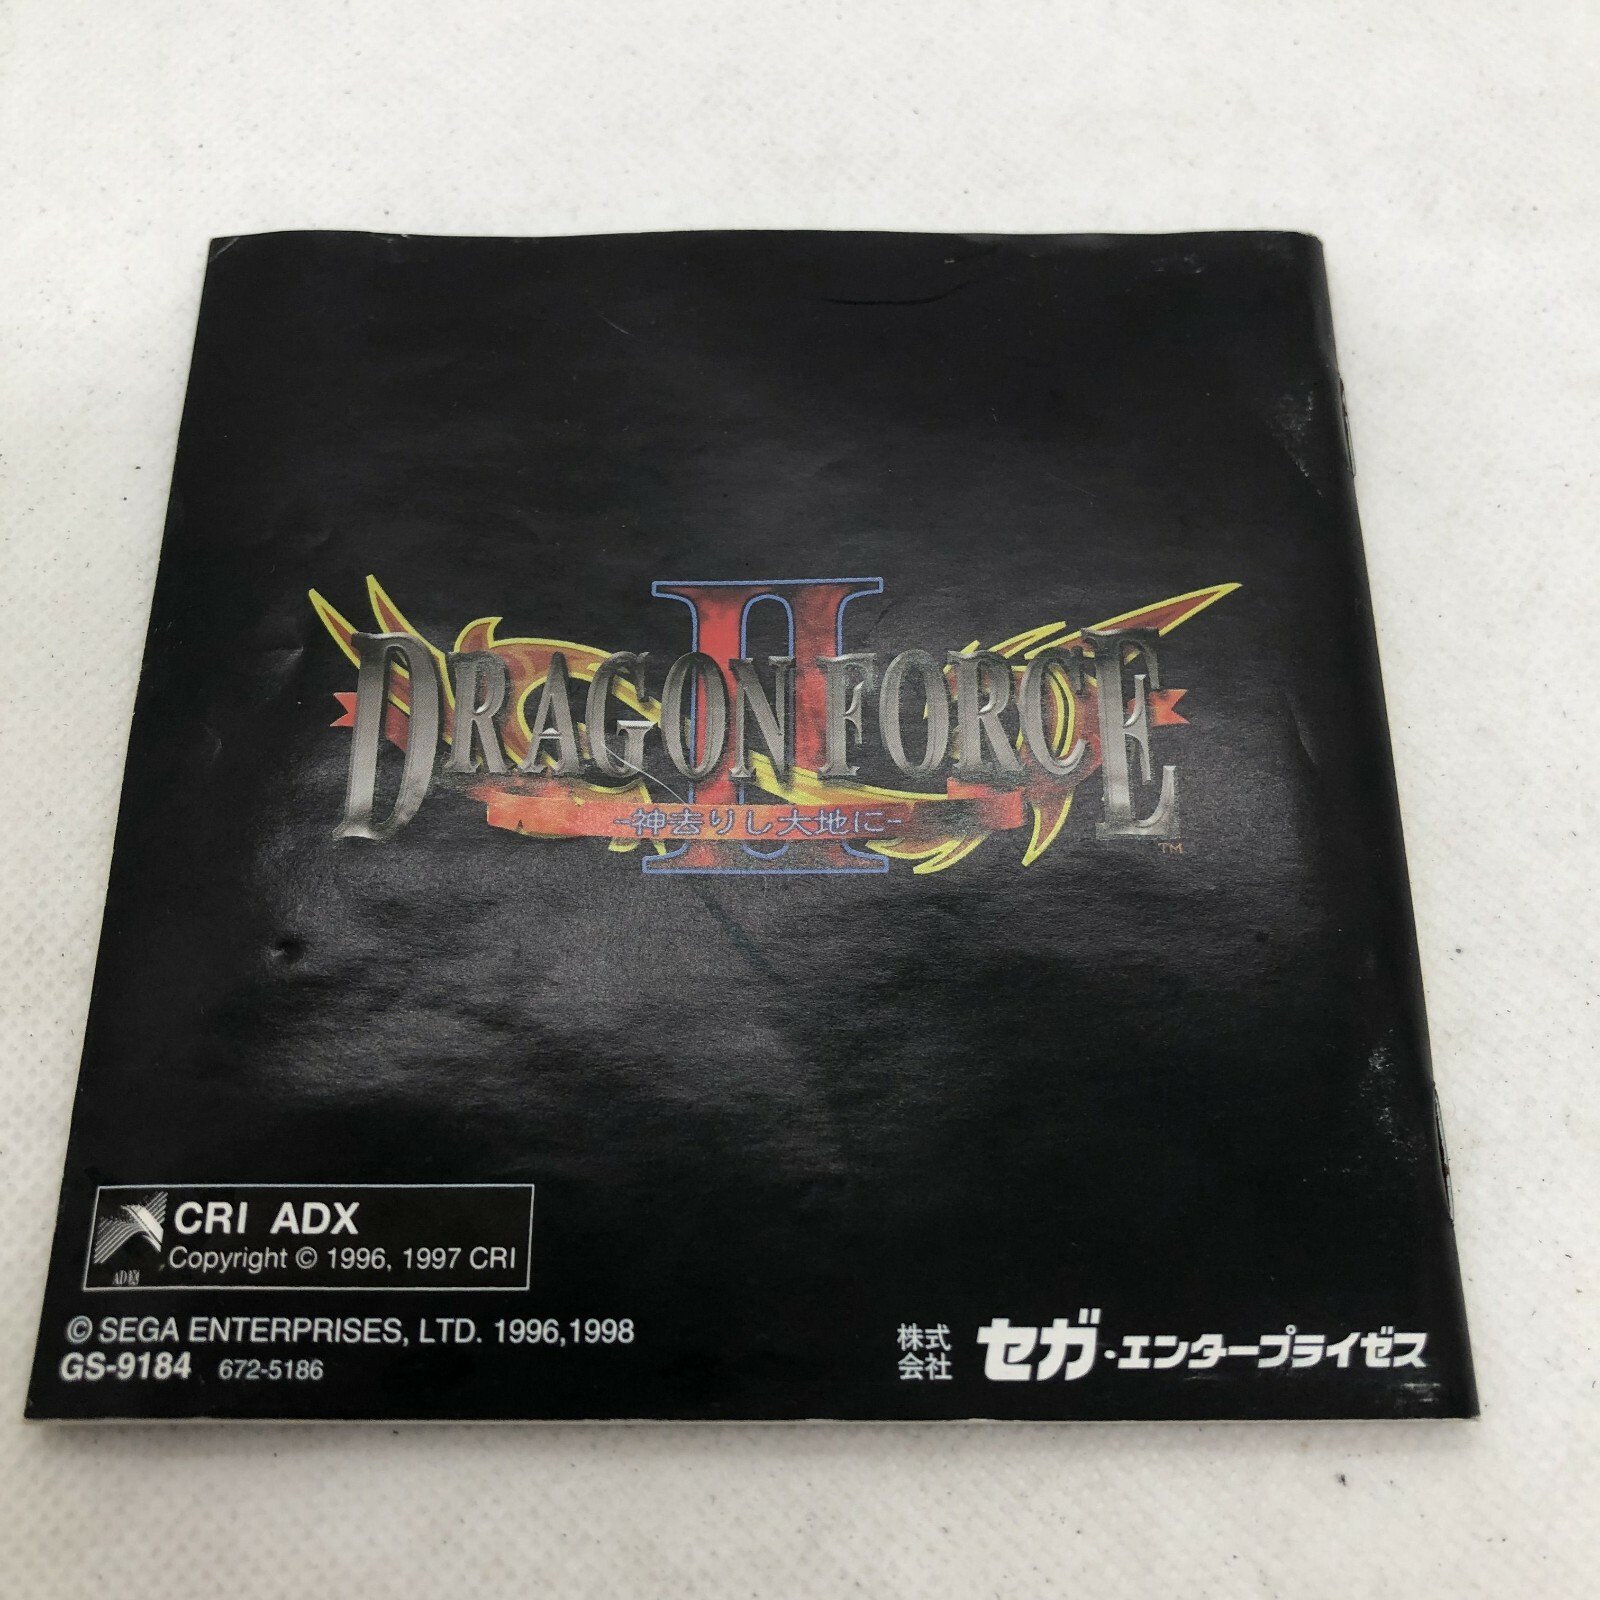 DRAGON FORCE II
-神去りし大地に-
TM
CRI ADX
ADX
Copyright © 1996, 1997 CRI
© SEGA ENTERPRISES, LTD. 1996,1998
GS-9184 672-5186
株式会社 セガ・エンタープライゼス